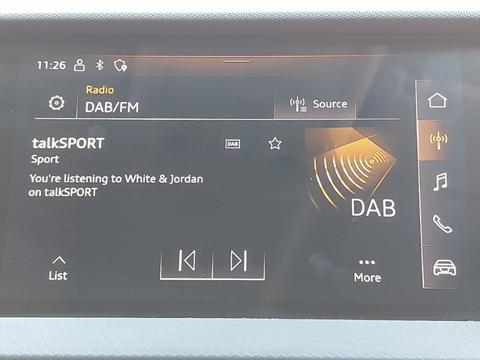 11:26
Radio
DAB/FM
Source
talkSPORT
DAB
Sport
You're listening to White & Jordan
on talkSPORT
DAB
List
More